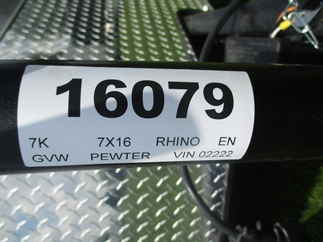 16079
7K 7X16 RHINO EN
GVW PEWTER VIN 02222